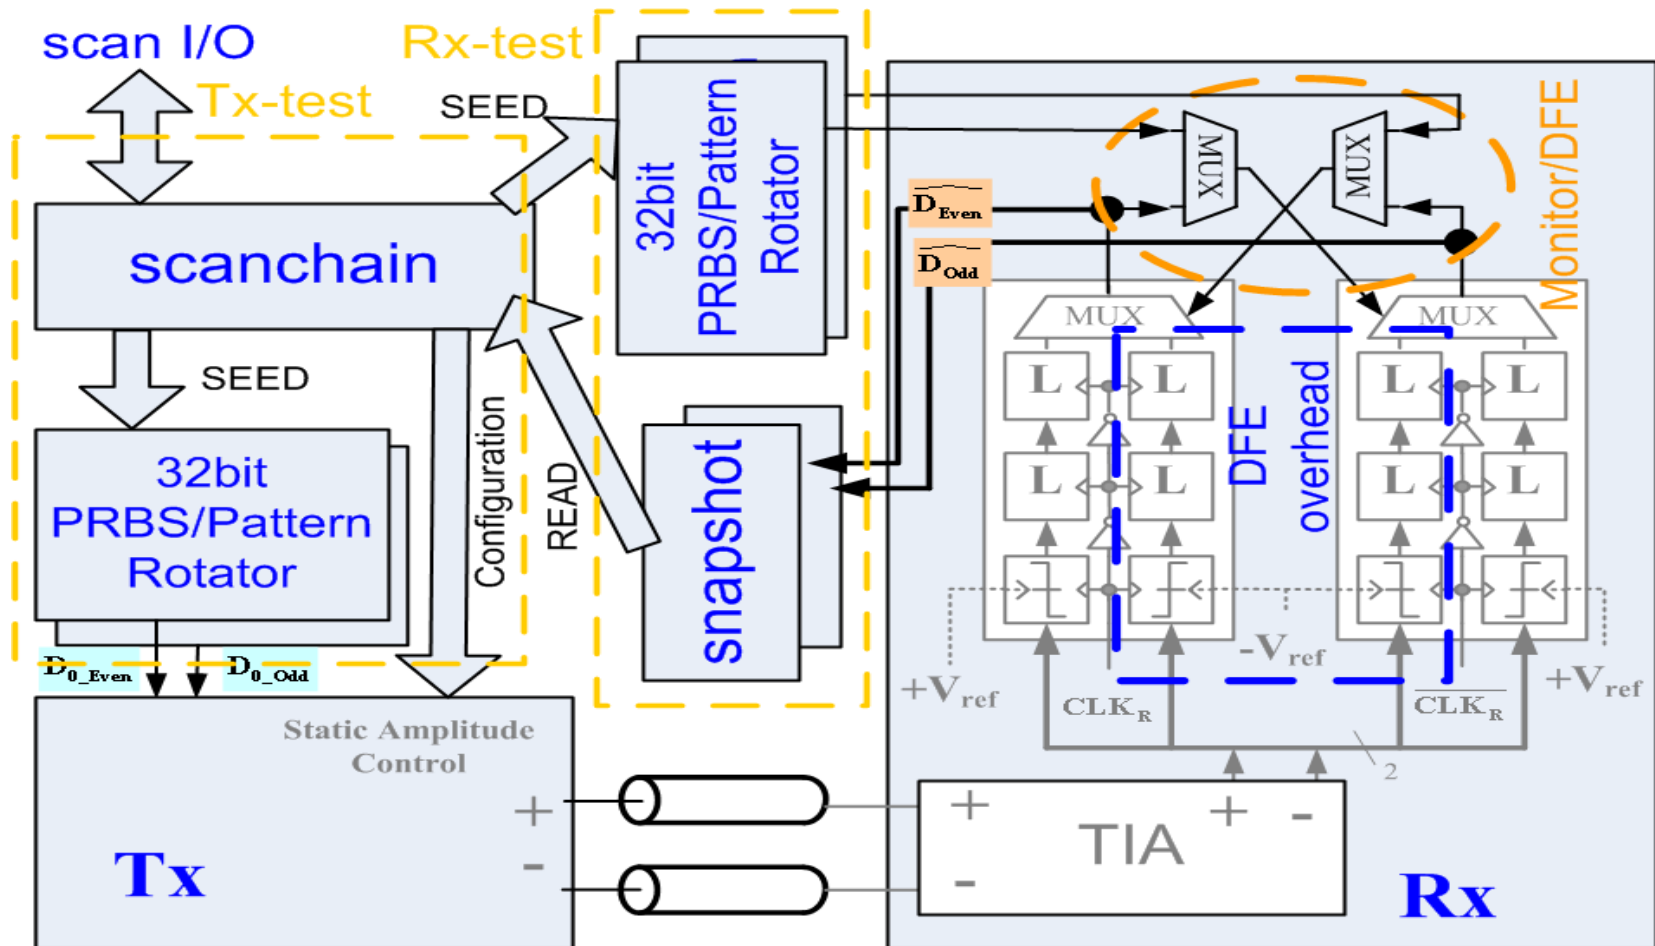 scan I/O
Tx-test
Rx-test
SEED
scanchain
SEED
32bit
PRBS/Pattern
Rotator
Configuration
READ
D0_Even
D0_Odd
32bit
PRBS/Pattern
Rotator
snapshot
D̂Even
D̂Odd
MUX
MUX
Monitor/DFE
MUX
MUX
L
L
L
L
L
L
L
L
DFE
overhead
+Vref
-Vref
+Vref
CLKR
C̅L̅K̅R̅
2
Static Amplitude
Control
+
-
Tx
+
-
TIA
+
-
Rx